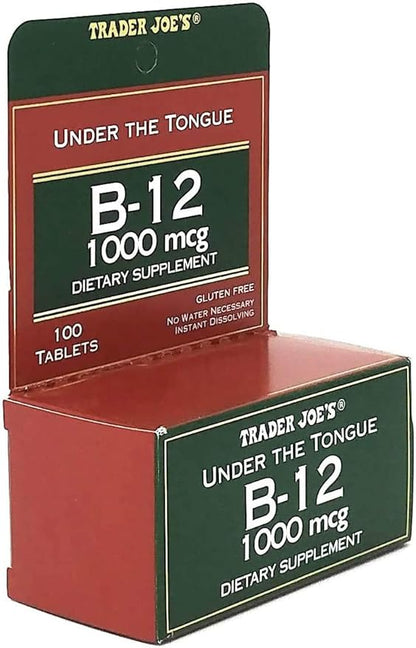 TRADER JOE'S®
UNDER THE TONGUE
B-12
1000 mcg
DIETARY SUPPLEMENT
GLUTEN FREE
NO WATER NECESSARY
INSTANT DISSOLVING
100
TABLETS
TRADER JOE'S®
UNDER THE TONGUE
B-12
1000 mcg
DIETARY SUPPLEMENT